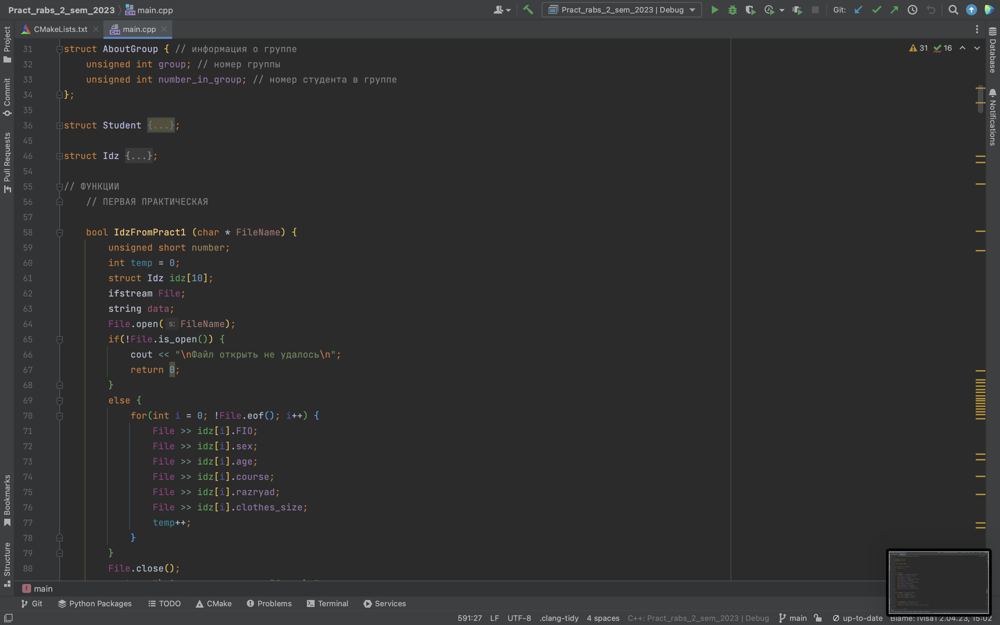 Pract_rabs_2_sem_2023 main.cpp Pract_rabs_2_sem_2023 | Debug Git:
CMakeLists.txt main.cpp
31 struct AboutGroup { // информация о группе 31 16
32 unsigned int group; // номер группы
33 unsigned int number_in_group; // номер студента в группе
34 };
35
36 struct Student {...};
45
46 struct Idz {...};
54
55 // ФУНКЦИИ
56 // ПЕРВАЯ ПРАКТИЧЕСКАЯ
57
58 bool IdzFromPract1 (char * FileName) {
59 unsigned short number;
60 int temp = 0;
61 struct Idz idz[10];
62 ifstream File;
63 string data;
64 File.open( s: FileName);
65 if(!File.is_open()) {
66 cout << "\nФайл открыть не удалось\n";
67 return 0;
68 }
69 else {
70 for(int i = 0; !File.eof(); i++) {
71 File >> idz[i].FIO;
72 File >> idz[i].sex;
73 File >> idz[i].age;
74 File >> idz[i].course;
75 File >> idz[i].razryad;
76 File >> idz[i].clothes_size;
77 temp++;
78 }
79 }
80 File.close();
f main
Git Python Packages TODO CMake Problems Terminal Services
591:27 LF UTF-8 .clang-tidy 4 spaces C++: Pract_rabs_2_sem_2023 | Debug main up-to-date Blame: 2.04.23, 15:02
Project
Commit
Pull Requests
Bookmarks
Structure
Database
Notifications